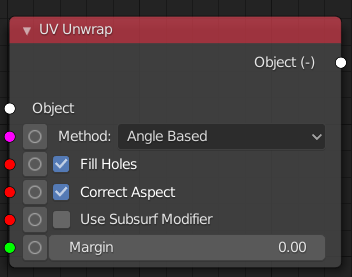 UV Unwrap
Object (-)
Object
Method: Angle Based
Fill Holes
Correct Aspect
Use Subsurf Modifier
Margin 0.00